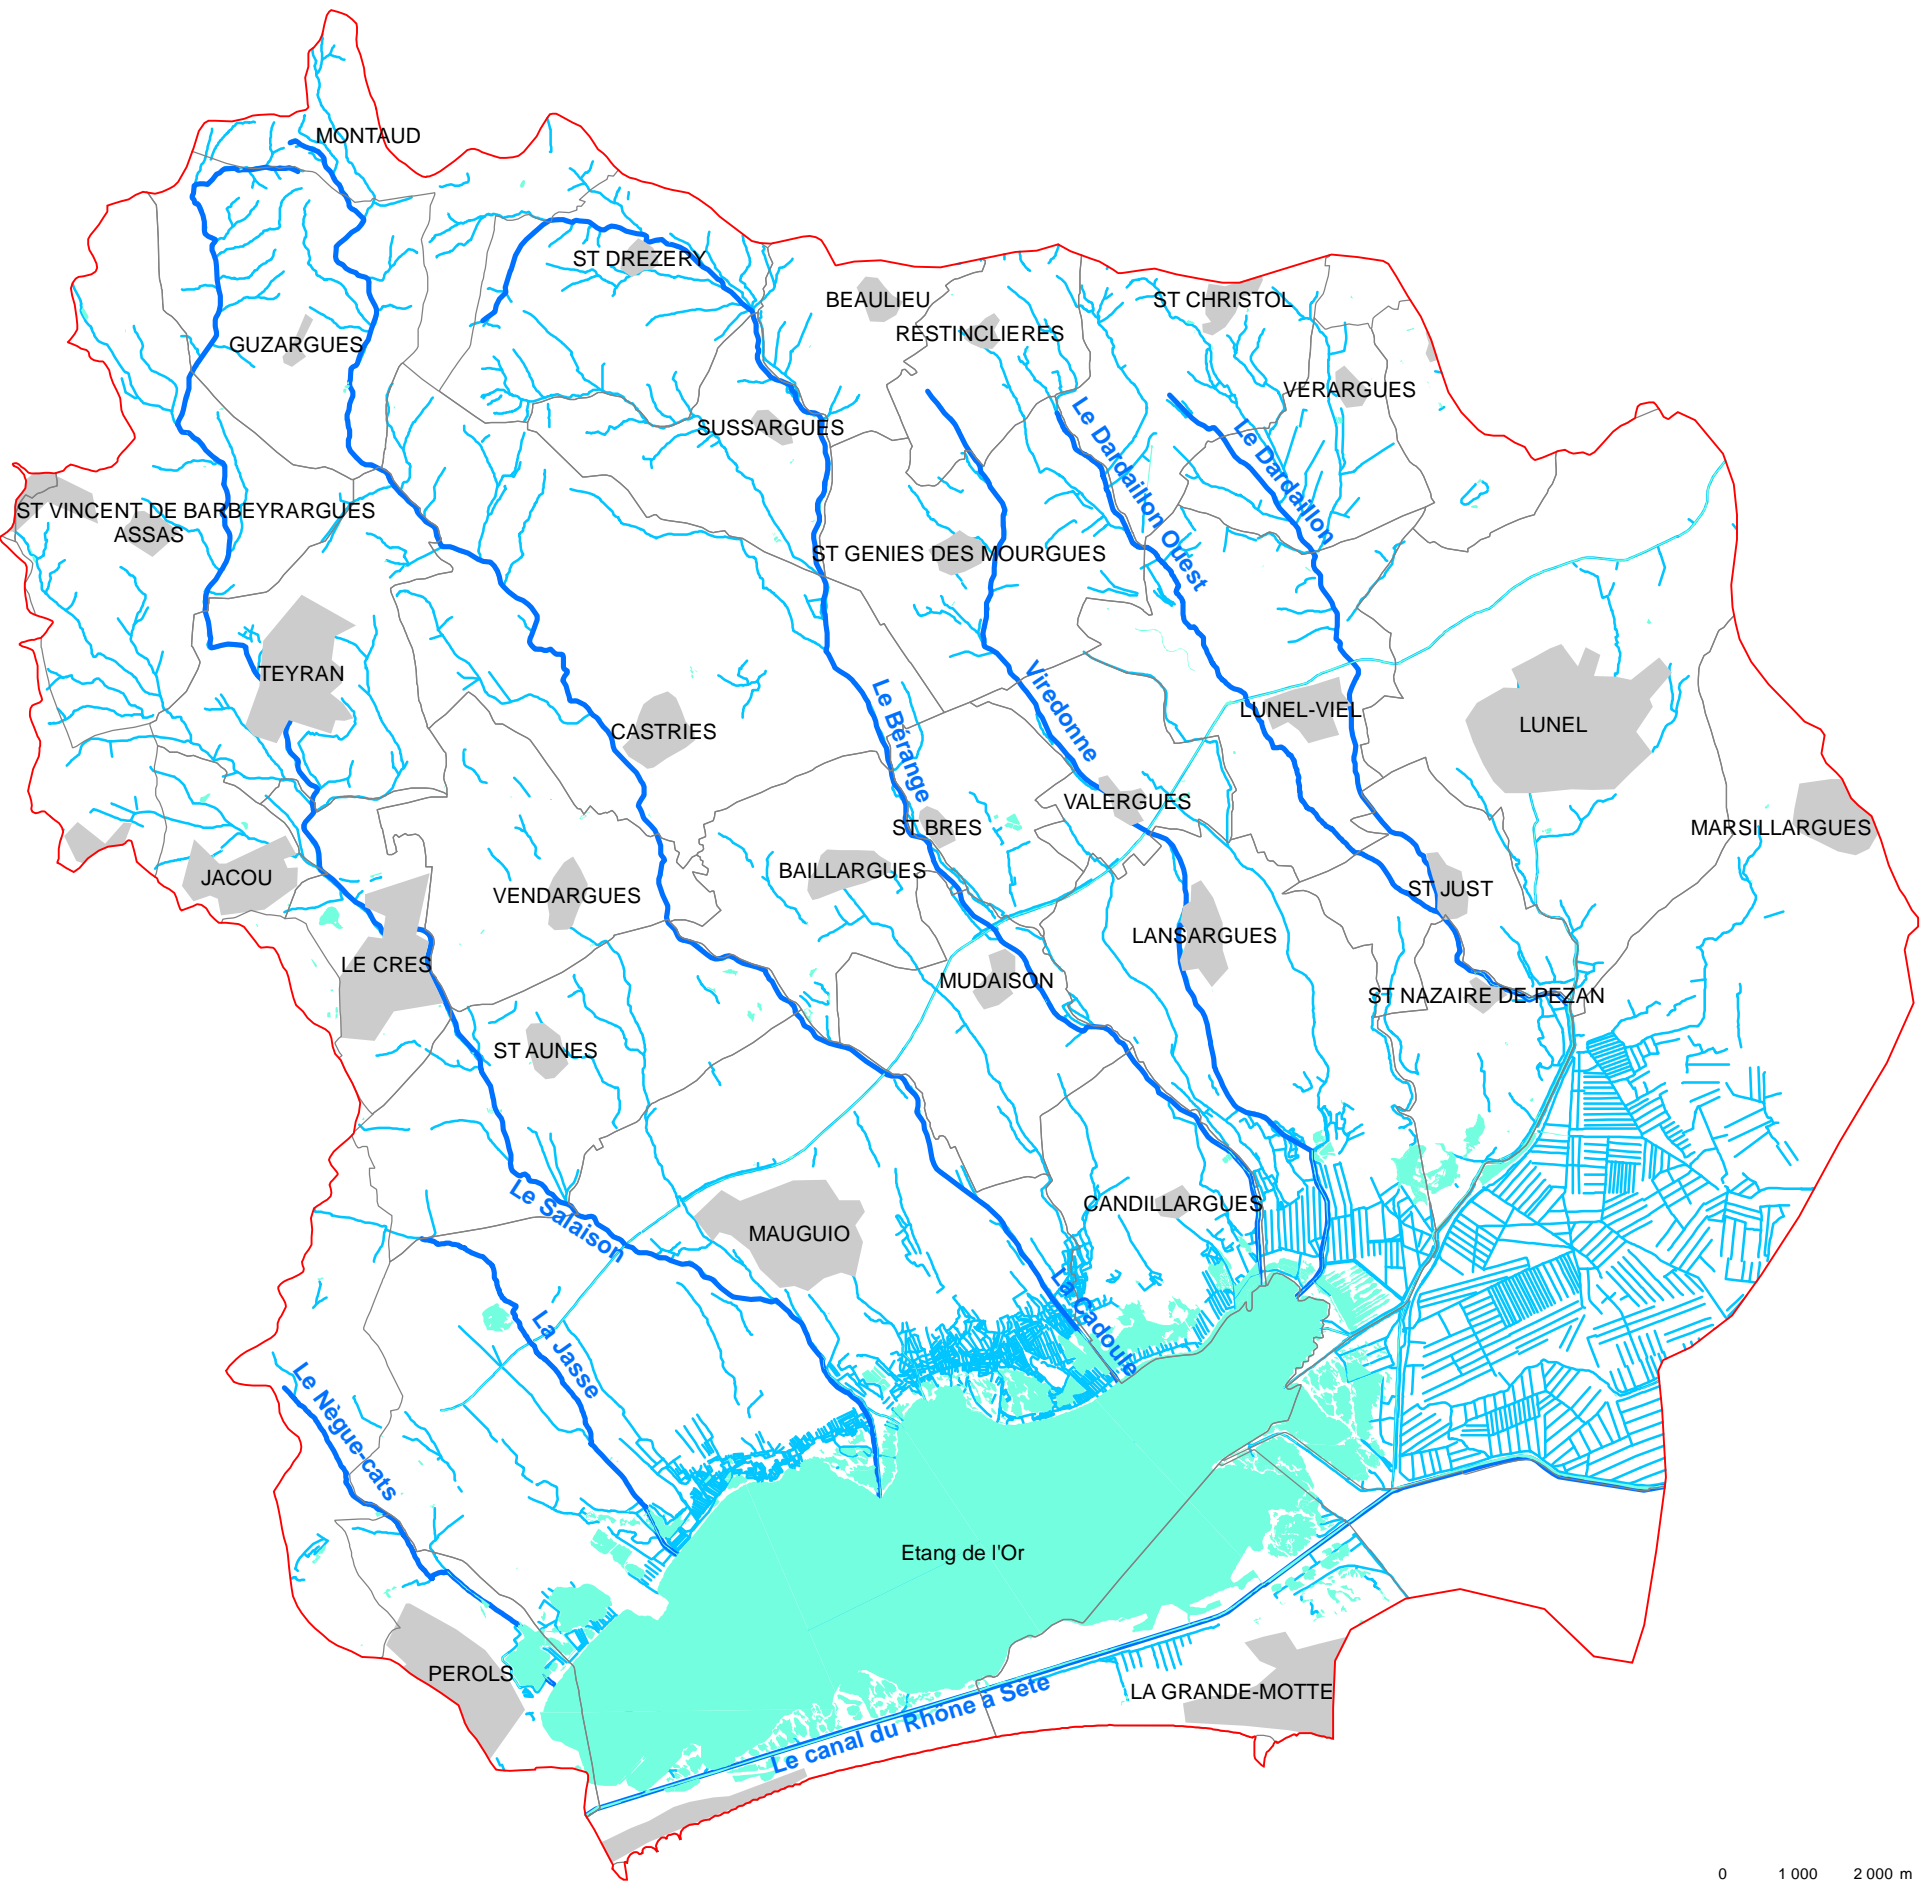 MONTAUD
ST DREZERY
BEAULIEU
ST CHRISTOL
RESTINCLIERES
GUZARGUES
VERARGUES
SUSSARGUES
Le Dardaillon Ouest
Le Dardaillon
ST VINCENT DE BARBEYRARGUES
ASSAS
ST GENIES DES MOURGUES
TEYRAN
Viredonne
LUNEL-VIEL
LUNEL
CASTRIES
Le Bérange
VALERGUES
ST BRES
MARSILLARGUES
BAILLARGUES
JACOU
VENDARGUES
ST JUST
LANSARGUES
LE CRES
MUDAISON
ST NAZAIRE DE PEZAN
ST AUNES
CANDILLARGUES
Le Salaison
MAUGUIO
La Cadoule
La Jasse
Le Nègue-cats
Etang de l'Or
PEROLS
LA GRANDE-MOTTE
Le canal du Rhône à Sète
0 1 000 2 000 m